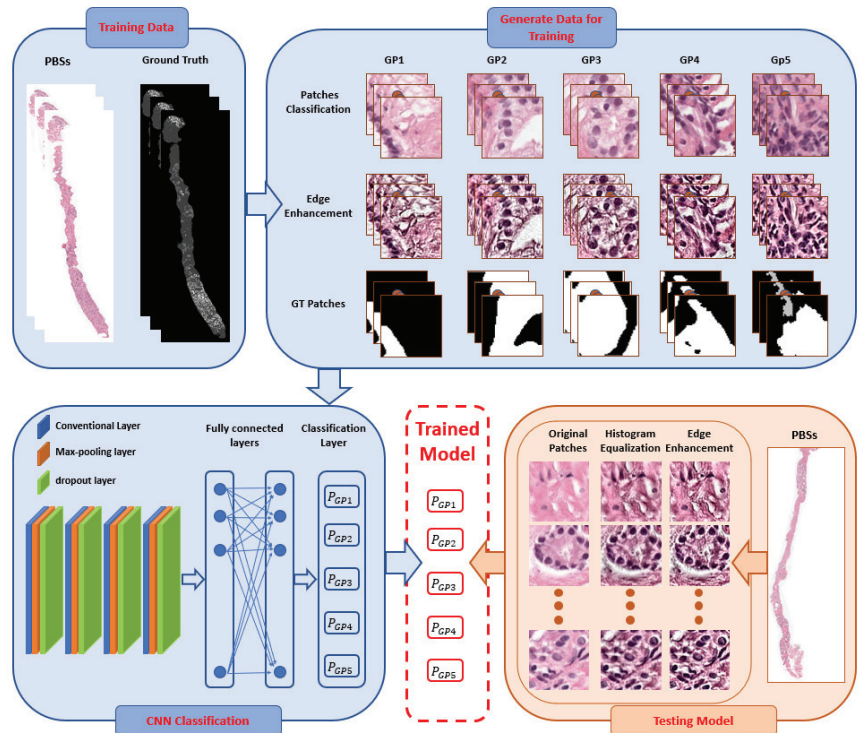 Training Data
PBSs
Ground Truth
Generate Data for
Training
GP1
GP2
GP3
GP4
Gp5
Patches
Classification
Edge
Enhancement
GT Patches
Conventional Layer
Max-pooling layer
dropout layer
Fully connected
layers
Classification
Layer
P_GP1
P_GP2
P_GP3
P_GP4
P_GP5
CNN Classification
Trained
Model
P_GP1
P_GP2
P_GP3
P_GP4
P_GP5
Original
Patches
Histogram
Equalization
Edge
Enhancement
PBSs
Testing Model